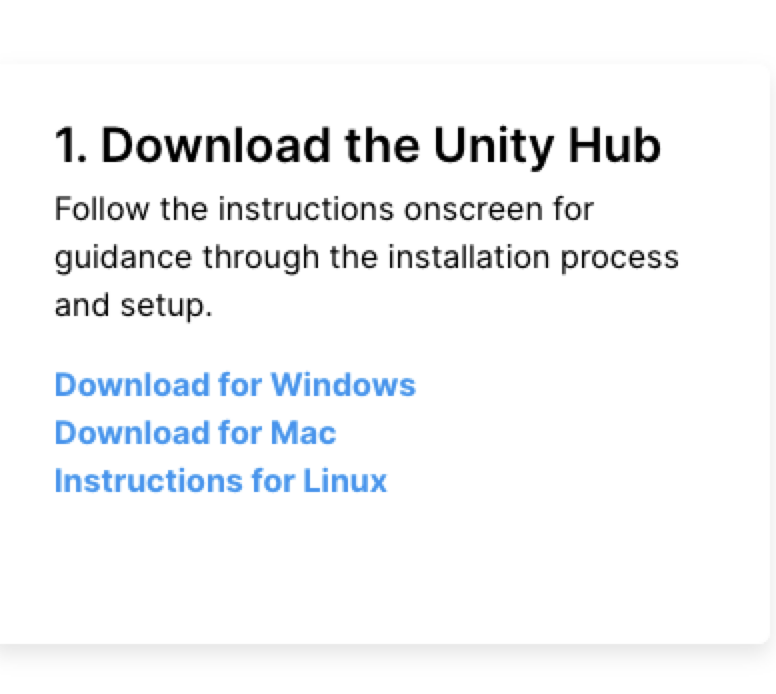 1. Download the Unity Hub
Follow the instructions onscreen for
guidance through the installation process
and setup.
Download for Windows
Download for Mac
Instructions for Linux